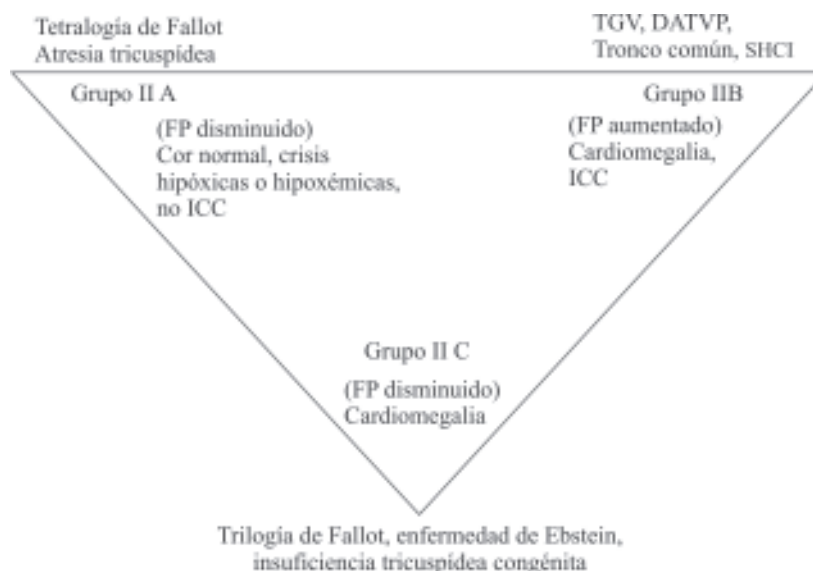 Tetralogía de Fallot
Atresia tricuspídea
TGV, DATVP,
Tronco común, SHCI
Grupo II A
(FP disminuido)
Cor normal, crisis
hipóxicas o hipoxémicas,
no ICC
Grupo IIB
(FP aumentado)
Cardiomegalia,
ICC
Grupo II C
(FP disminuido)
Cardiomegalia
Trilogía de Fallot, enfermedad de Ebstein,
insuficiencia tricuspídea congénita